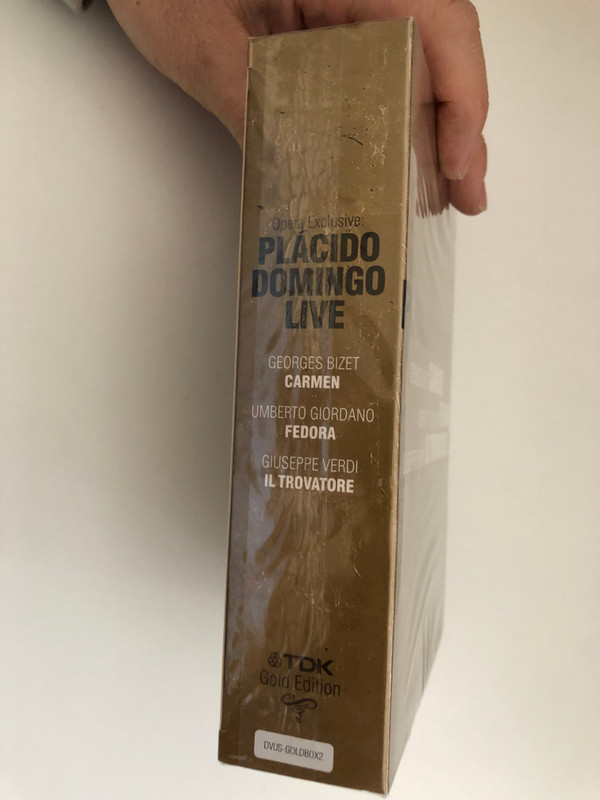 Opera Exclusive:
PLÁCIDO
DOMINGO
LIVE
GEORGES BIZET
CARMEN
UMBERTO GIORDANO
FEDORA
GIUSEPPE VERDI
IL TROVATORE
TDK
Gold Edition
DVUS-GOLDBOX2